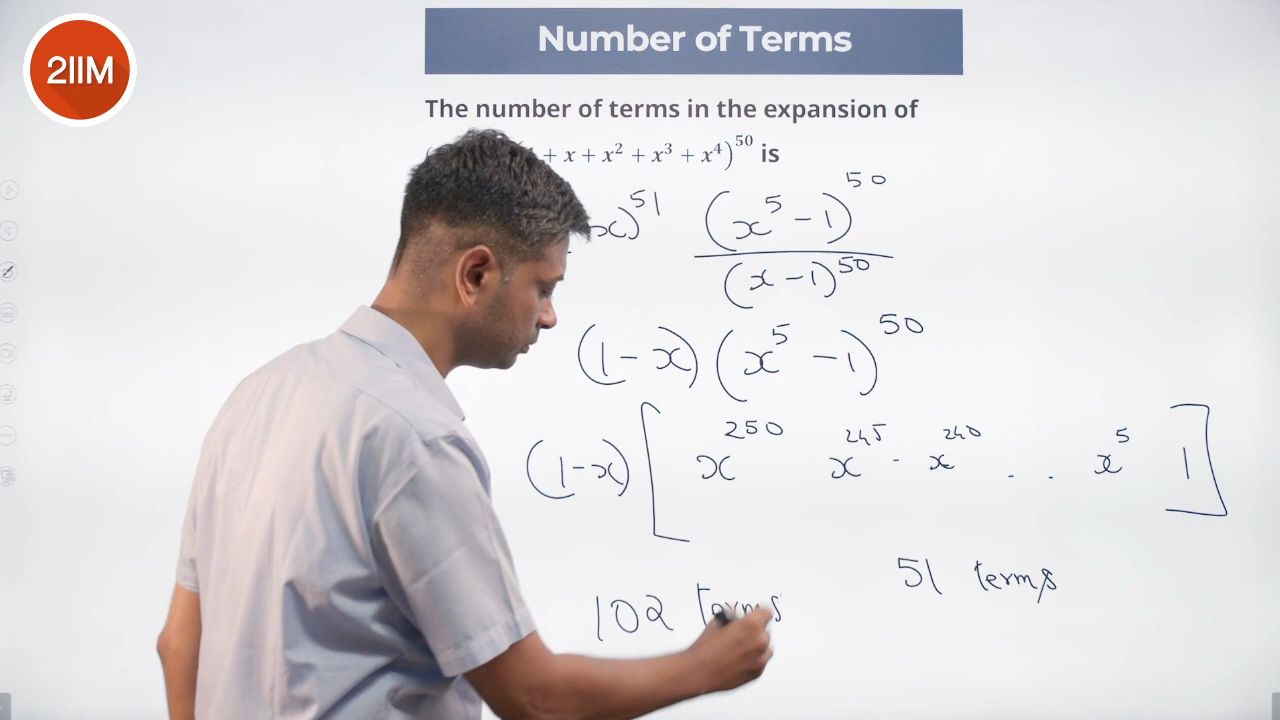 2IIM
Number of Terms
The number of terms in the expansion of
+ x + x² + x³ + x⁴)⁵⁰ is
x)⁵¹ (x⁵ - 1)⁵⁰
(x - 1)⁵⁰
(1 - x) (x⁵ - 1)⁵⁰
(1 - x) [ x²⁵⁰ x²⁴⁵ - x²⁴⁰ . . x⁵ 1 ]
51 terms
102 terms